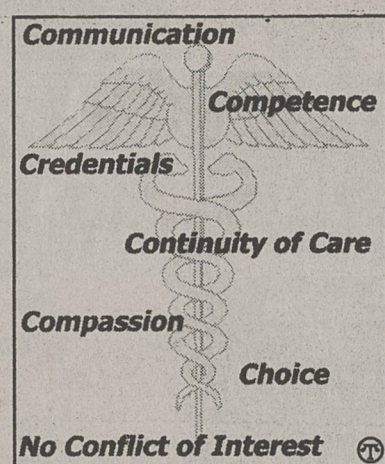 Communication
Competence
Credentials
Continuity of Care
Compassion
Choice
No Conflict of Interest